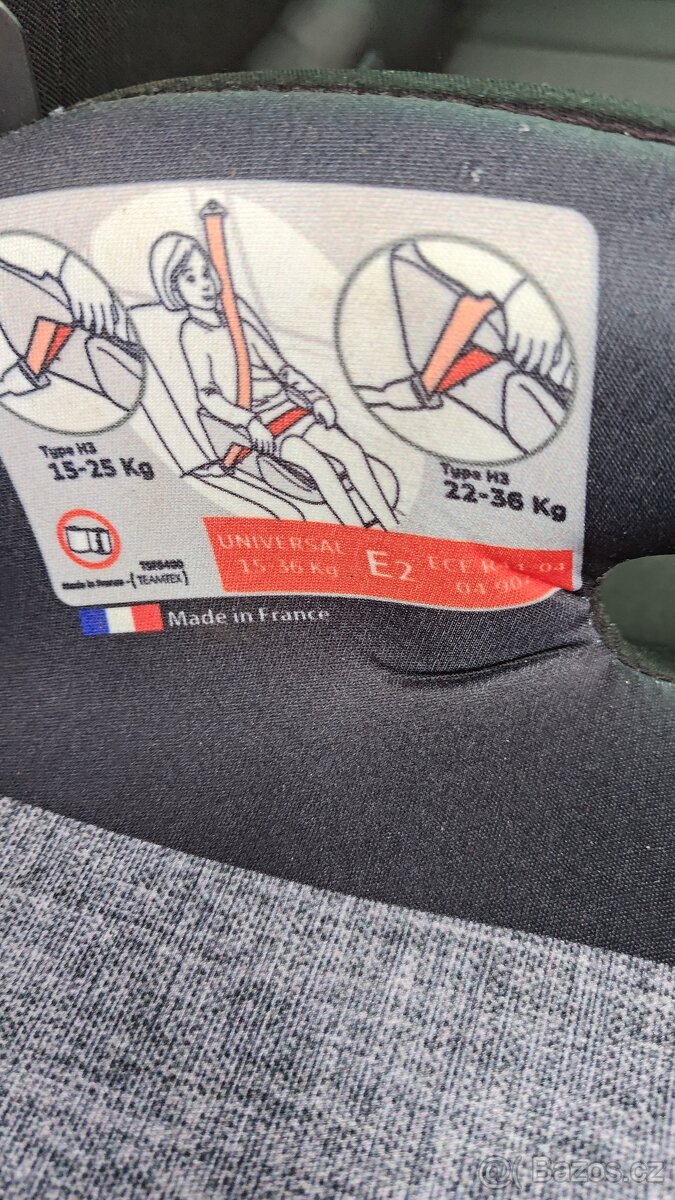 Type H3
15-25 Kg
Type H3
22-36 Kg
Made in France - (TEAMTEX)
UNIVERSAL
15-36 Kg
E2
ECE
04
Made in France
Bazos.cz